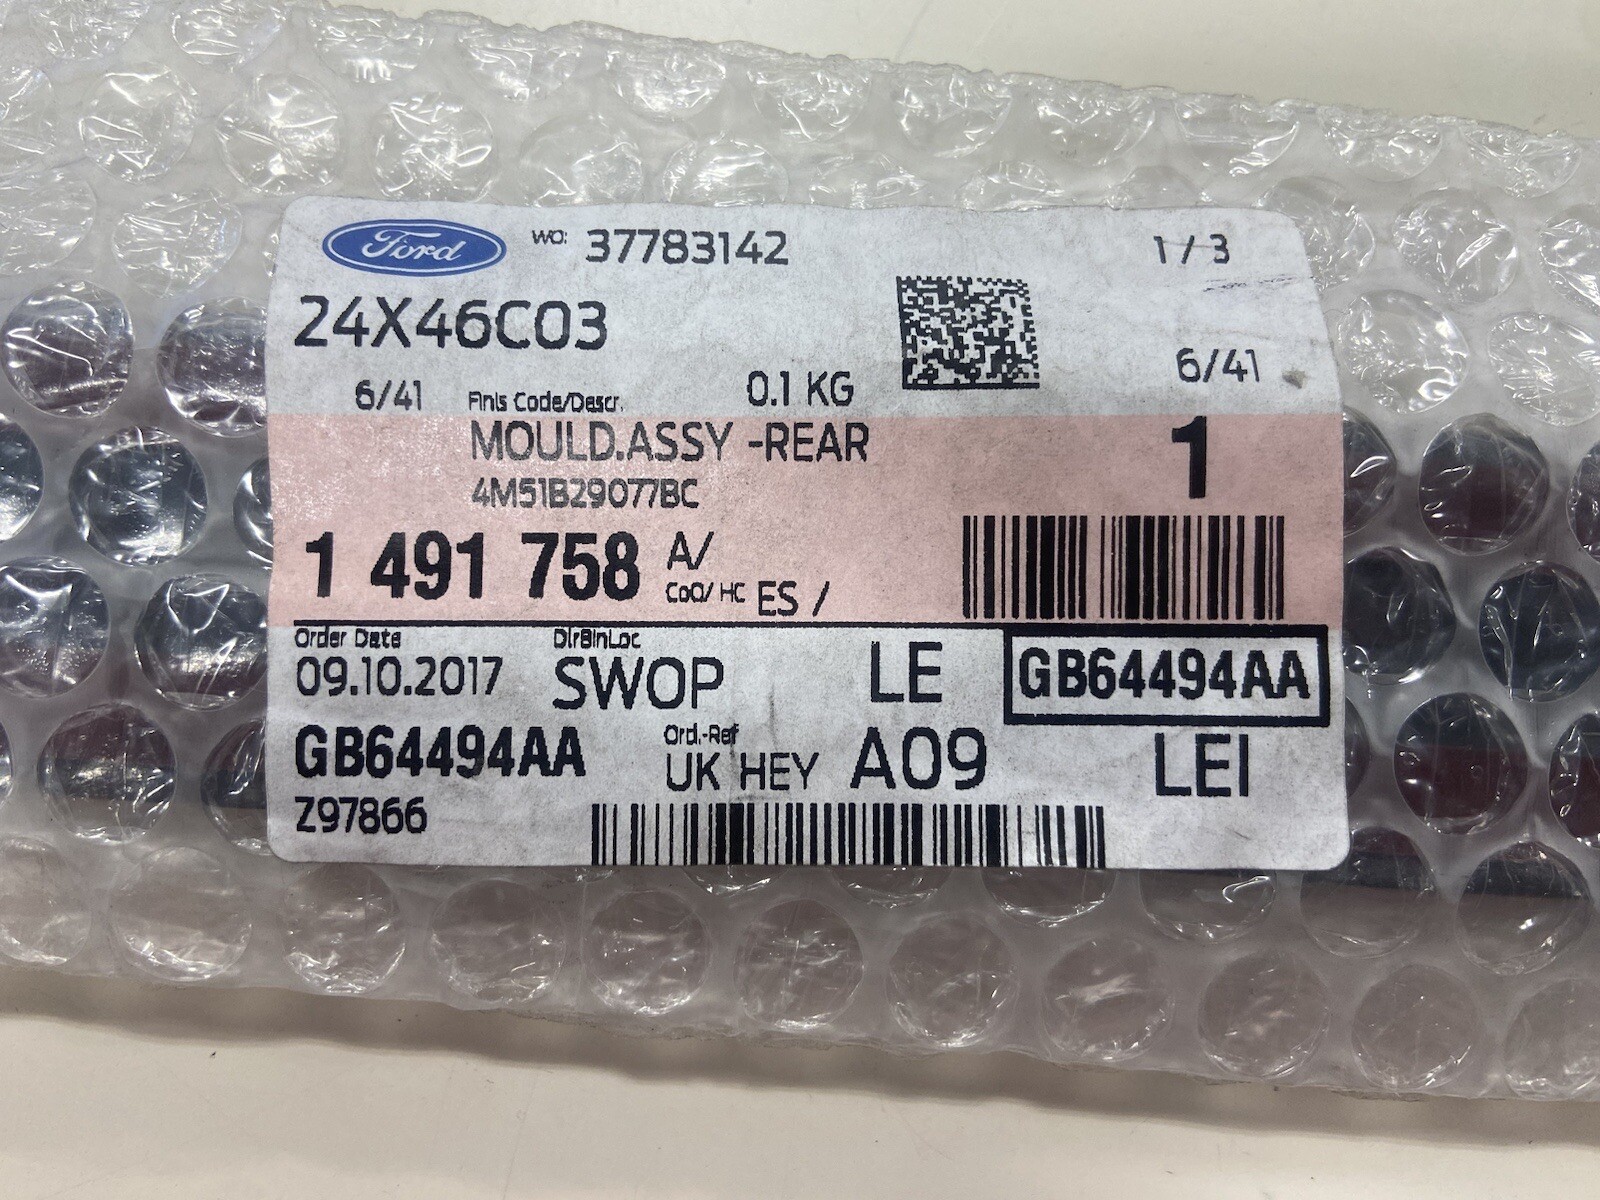 Ford WO: 37783142 1 / 3
24X46C03
6/41 Finis Code/Descr. 0.1 KG 6/41
MOULD.ASSY -REAR 1
4M51B29077BC
1 491 758 A/
CoO/ HC ES /
Order Date DlrBinLoc
09.10.2017 SWOP LE GB64494AA
GB64494AA Ord.-Ref
UK HEY A09 LEI
Z97866